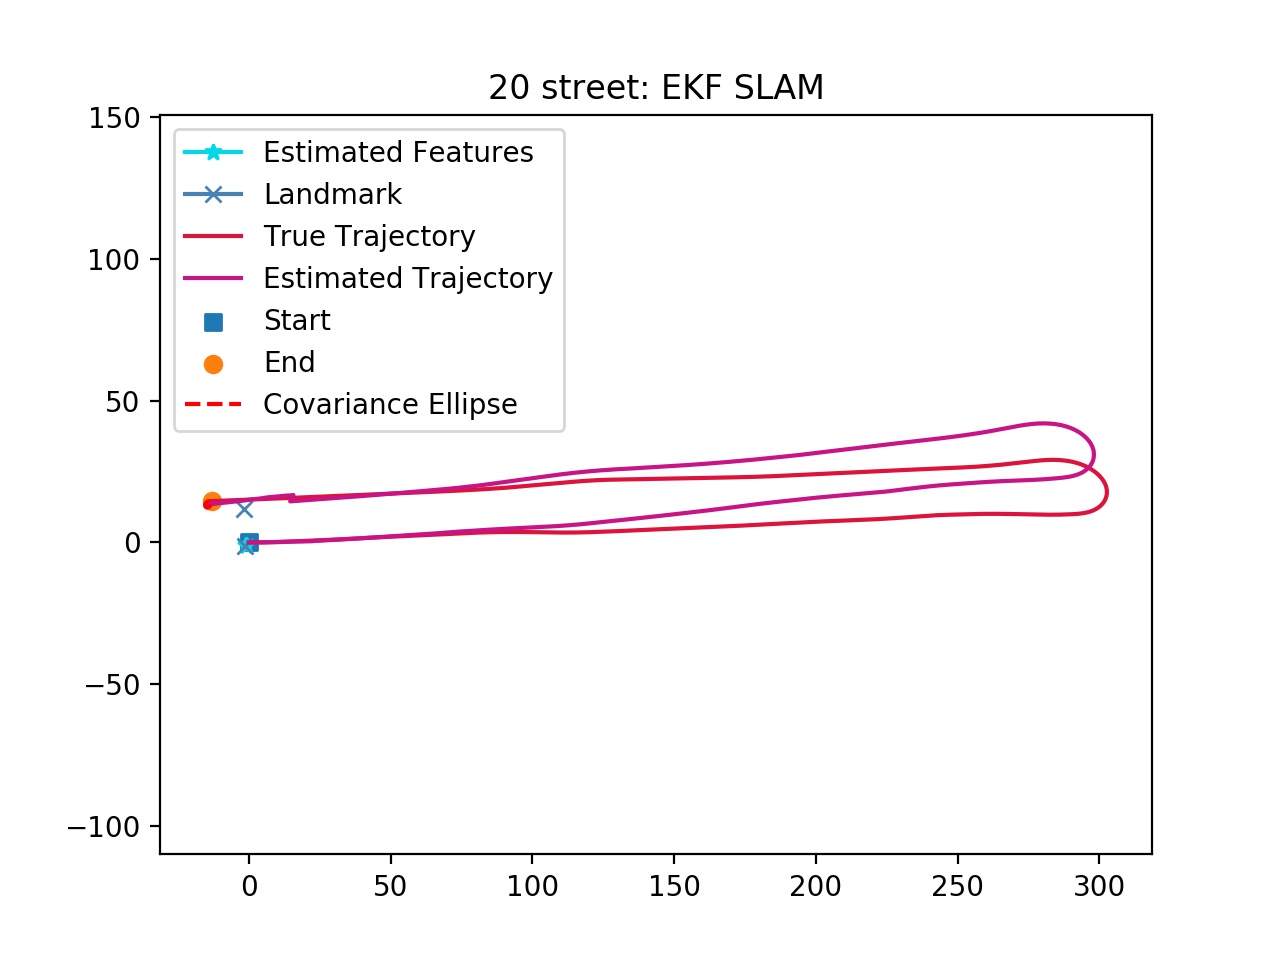 20 street: EKF SLAM
150
100
50
0
−50
−100
Estimated Features
Landmark
True Trajectory
Estimated Trajectory
Start
End
Covariance Ellipse
0 50 100 150 200 250 300